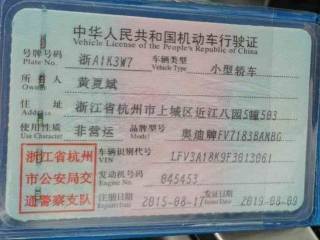 中华人民共和国机动车行驶证
Vehicle License of the People's Republic of China
号牌号码 浙A1K3W7 车辆类型 小型轿车
Plate No. Vehicle Type
所有人 黄夏斌
Owner
住址 浙江省杭州市上城区近江八园5幢503
Address
使用性质 非营运 品牌型号 奥迪牌FV7183BAKBG
Use Character Model
浙江省杭州
市公安局交
通警察支队
车辆识别代号 LFV3A18K9F3013061
VIN
发动机号码 045453
Engine No.
注册日期 2015-08-17 发证日期 2019-08-09
Register Date Issue Date